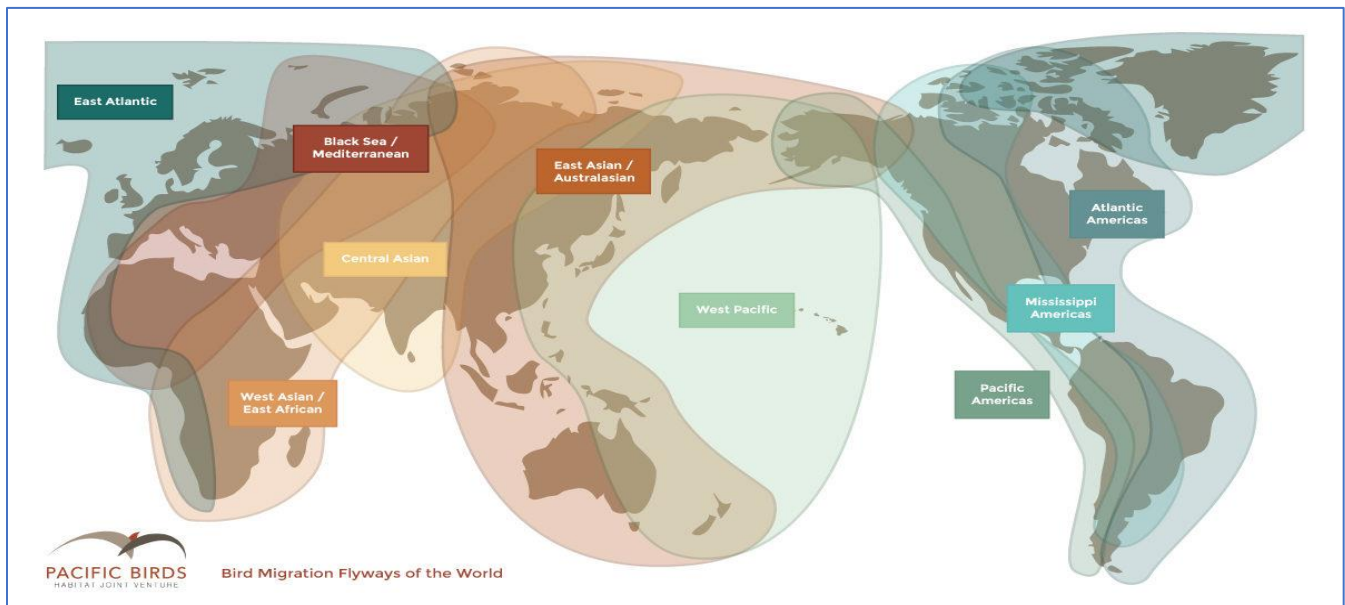 East Atlantic
Black Sea /
Mediterranean
East Asian /
Australasian
Atlantic
Americas
Central Asian
West Pacific
Mississippi
Americas
West Asian /
East African
Pacific
Americas
PACIFIC BIRDS
HABITAT JOINT VENTURE
Bird Migration Flyways of the World